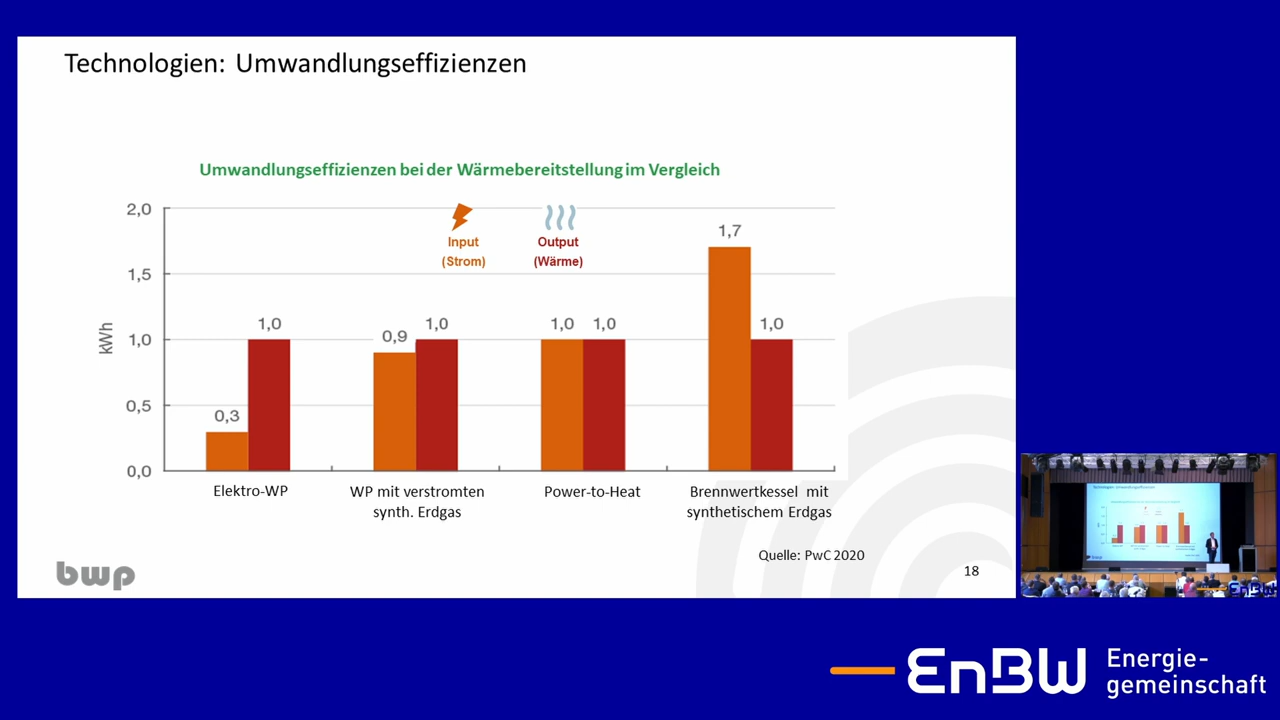 Technologien: Umwandlungseffizienzen
Umwandlungseffizienzen bei der Wärmebereitstellung im Vergleich
Input
(Strom)
Output
(Wärme)
kWh
2,0
1,5
1,0
0,5
0,0
0,3
1,0
0,9
1,0
1,0
1,0
1,7
1,0
Elektro-WP
WP mit verstromten
synth. Erdgas
Power-to-Heat
Brennwertkessel mit
synthetischem Erdgas
Quelle: PwC 2020
18
bwp
EnBW
Energie-
gemeinschaft